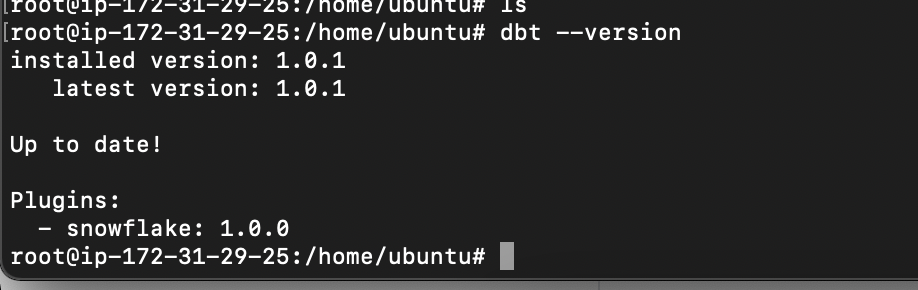 [root@ip-172-31-29-25:/home/ubuntu# ls
[root@ip-172-31-29-25:/home/ubuntu# dbt --version
installed version: 1.0.1
   latest version: 1.0.1

Up to date!

Plugins:
  - snowflake: 1.0.0
root@ip-172-31-29-25:/home/ubuntu#